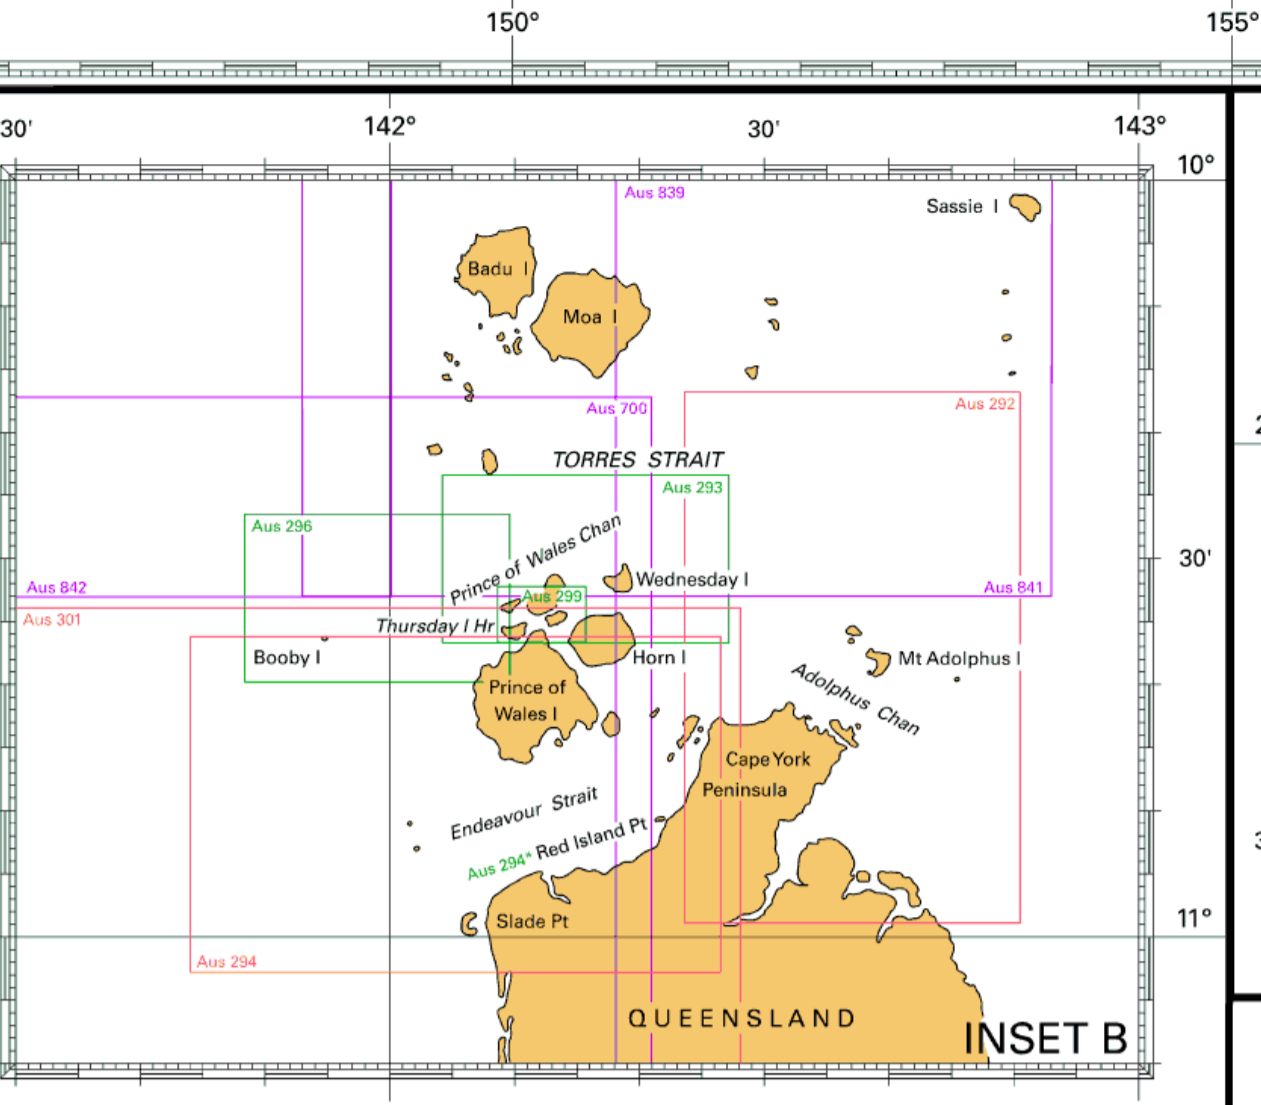 150°
155°
30'
142°
30'
143°
10°
Aus 839
Sassie I
Badu I
Moa I
Aus 700
Aus 292
TORRES STRAIT
Aus 293
Aus 296
Prince of Wales Chan
30'
Wednesday I
Aus 842
Aus 841
Aus 299
Aus 301
Thursday I Hr
Booby I
Horn I
Mt Adolphus I
Adolphus Chan
Prince of
Wales I
Cape York
Peninsula
Endeavour Strait
Red Island Pt
Aus 294*
Slade Pt
11°
Aus 294
QUEENSLAND
INSET B